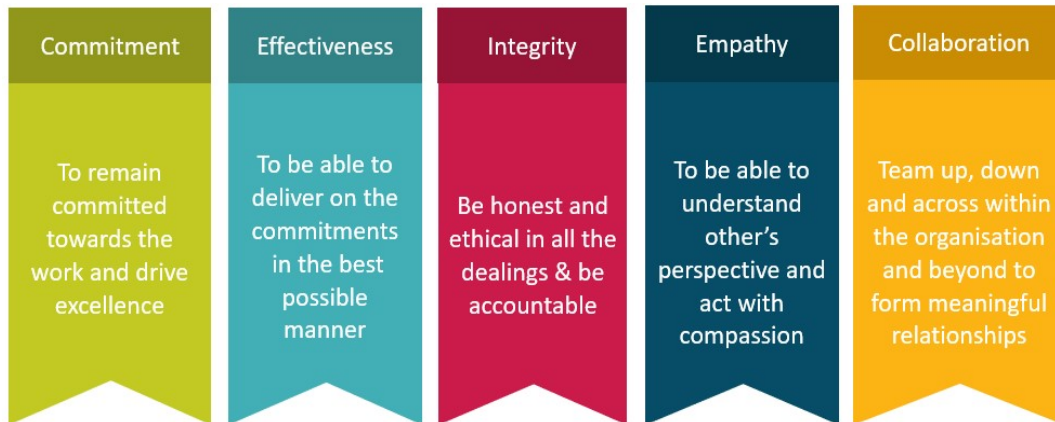 Commitment
To remain
committed
towards the
work and drive
excellence
Effectiveness
To be able to
deliver on the
commitments
in the best
possible
manner
Integrity
Be honest and
ethical in all the
dealings & be
accountable
Empathy
To be able to
understand
other’s
perspective and
act with
compassion
Collaboration
Team up, down
and across within
the organisation
and beyond to
form meaningful
relationships